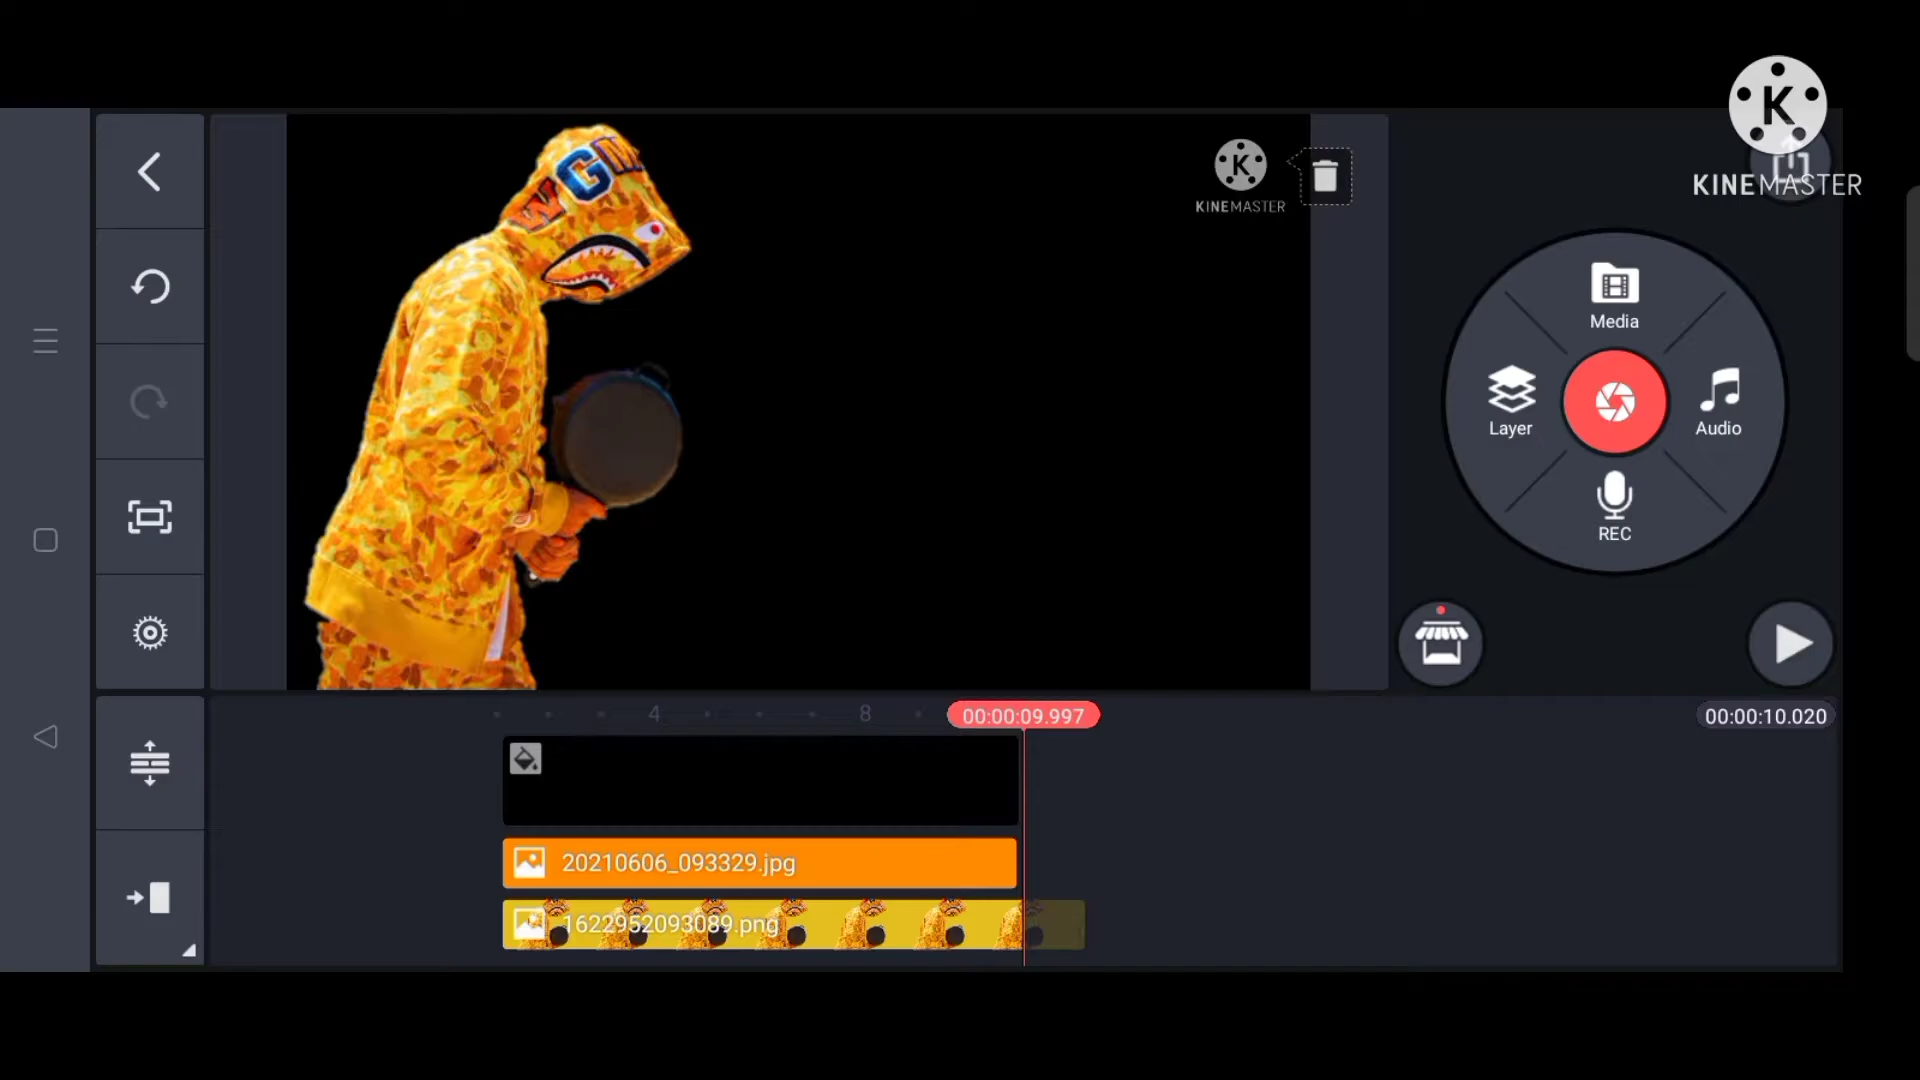 KINEMASTER
WGM
KINEMASTER
Media
Layer
Audio
REC
4
8
00:00:09.997
00:00:10.020
20210606_093329.jpg
1622952093089.png